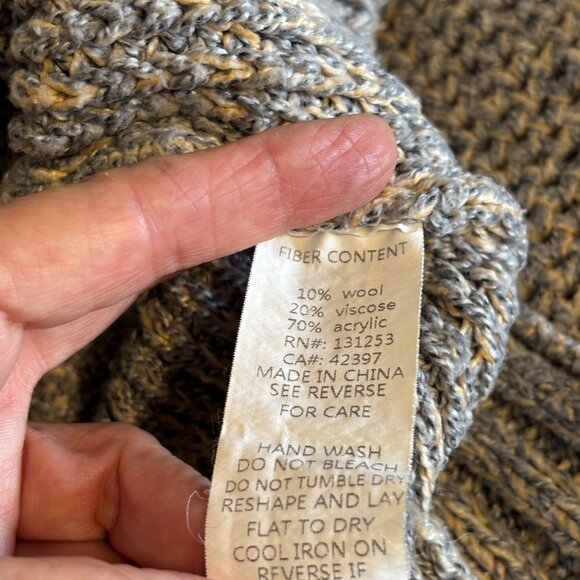 FIBER CONTENT
10% wool
20% viscose
70% acrylic
RN#: 131253
CA#: 42397
MADE IN CHINA
SEE REVERSE
FOR CARE
HAND WASH
DO NOT BLEACH
DO NOT TUMBLE DRY
RESHAPE AND LAY
FLAT TO DRY
COOL IRON ON
REVERSE IF